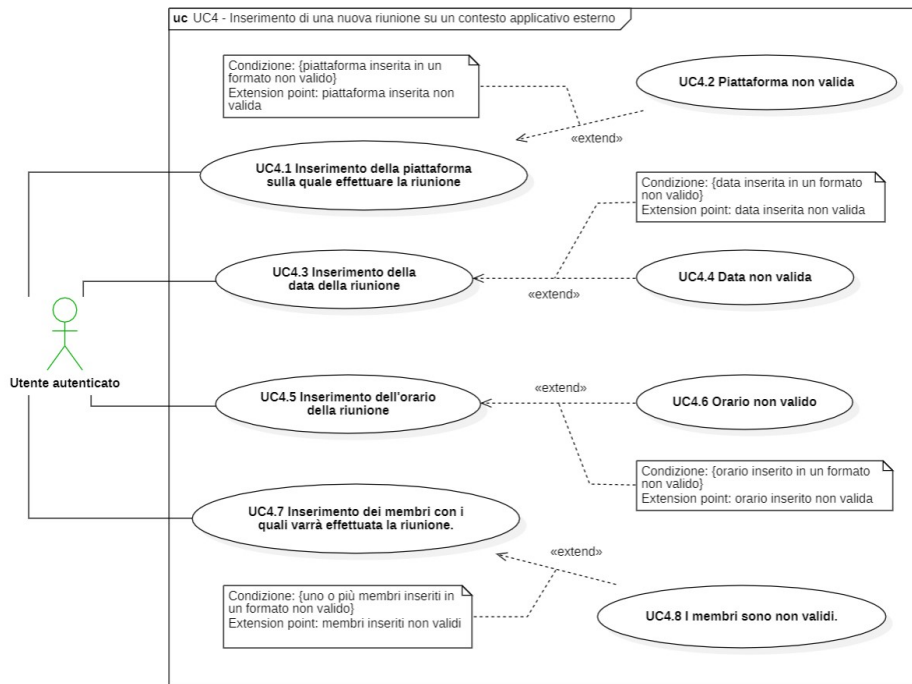 uc UC4 - Inserimento di una nuova riunione su un contesto applicativo esterno
Condizione: {piattaforma inserita in un
formato non valido}
Extension point: piattaforma inserita non
valida
UC4.2 Piattaforma non valida
«extend»
UC4.1 Inserimento della piattaforma
sulla quale effettuare la riunione
Condizione: {data inserita in un formato
non valido}
Extension point: data inserita non valida
UC4.3 Inserimento della
data della riunione
«extend»
UC4.4 Data non valida
Utente autenticato
UC4.5 Inserimento dell'orario
della riunione
«extend»
UC4.6 Orario non valido
Condizione: {orario inserito in un formato
non valido}
Extension point: orario inserito non valida
UC4.7 Inserimento dei membri con i
quali varrà effettuata la riunione.
«extend»
Condizione: {uno o più membri inseriti in
un formato non valido}
Extension point: membri inseriti non validi
UC4.8 I membri sono non validi.